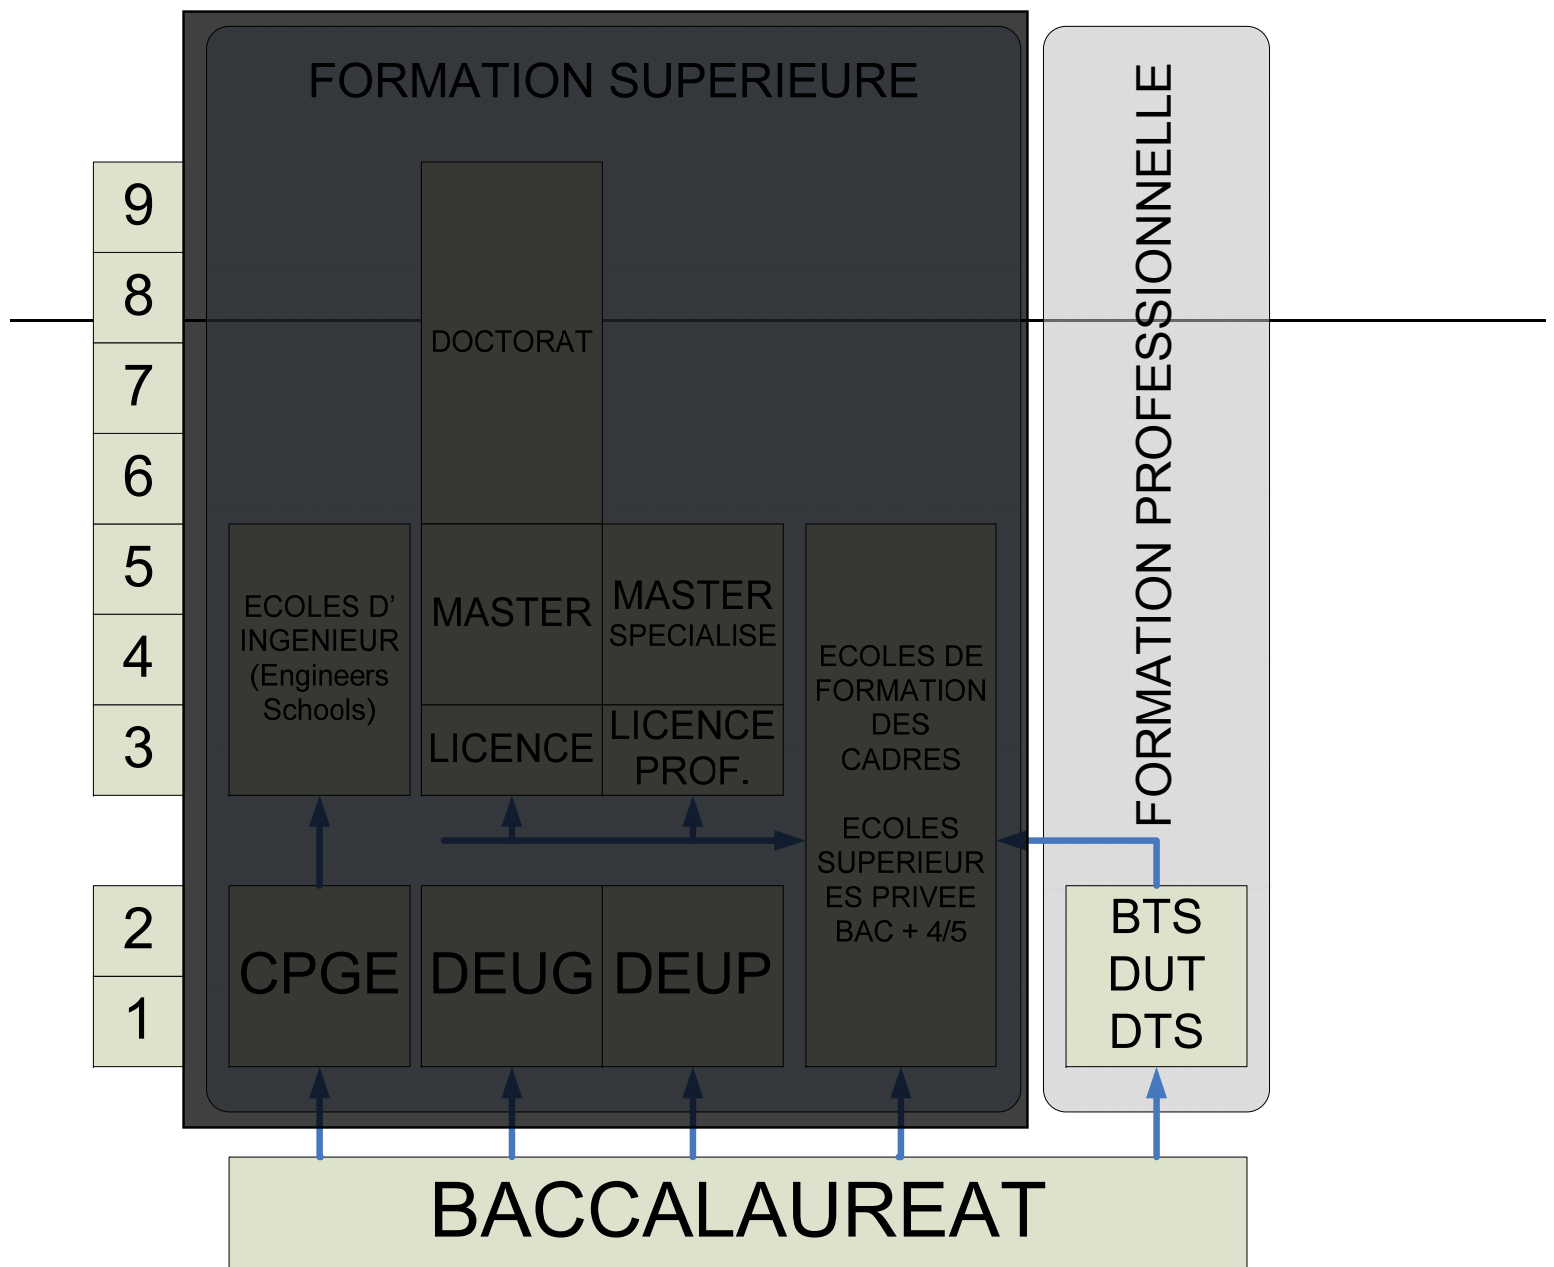 FORMATION SUPERIEURE
FORMATION PROFESSIONNELLE
9
8
7
6
5
4
3
2
1
DOCTORAT
ECOLES D’
INGENIEUR
(Engineers
Schools)
MASTER
MASTER
SPECIALISE
LICENCE
LICENCE
PROF.
ECOLES DE
FORMATION
DES
CADRES
ECOLES
SUPERIEUR
ES PRIVEE
BAC + 4/5
CPGE
DEUG
DEUP
BTS
DUT
DTS
BACCALAUREAT